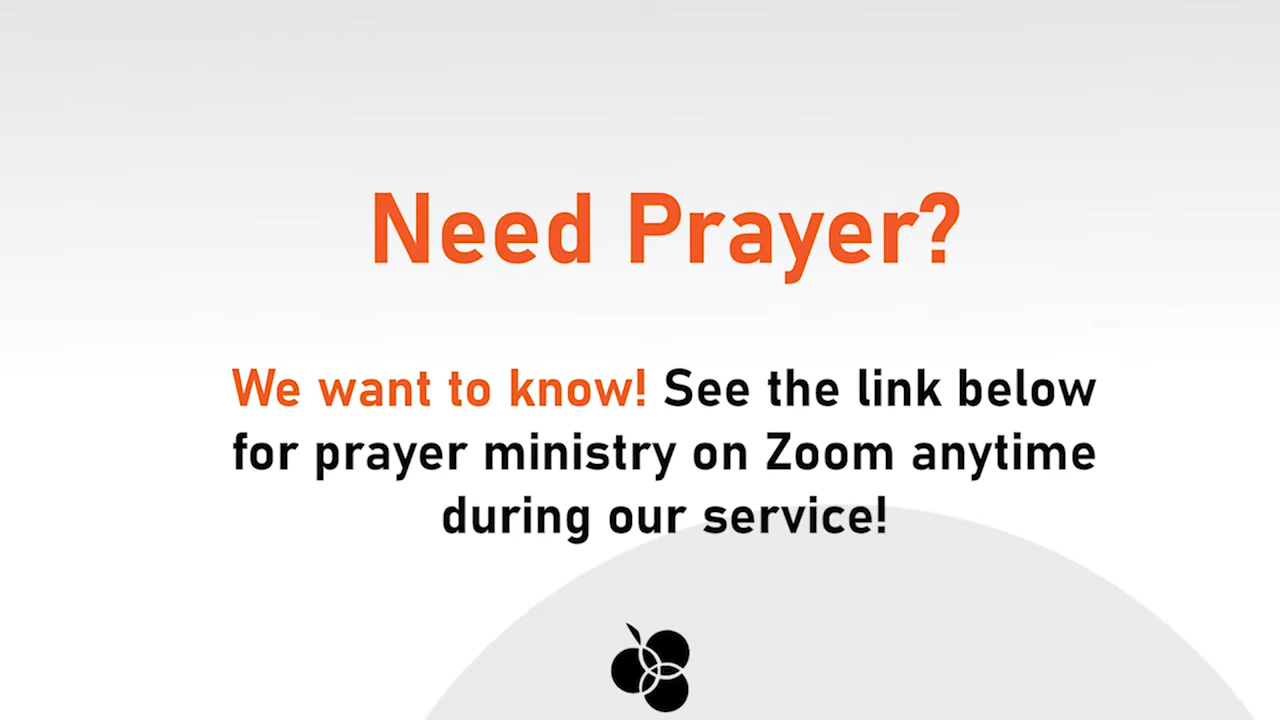 Need Prayer?
We want to know! See the link below
for prayer ministry on Zoom anytime
during our service!